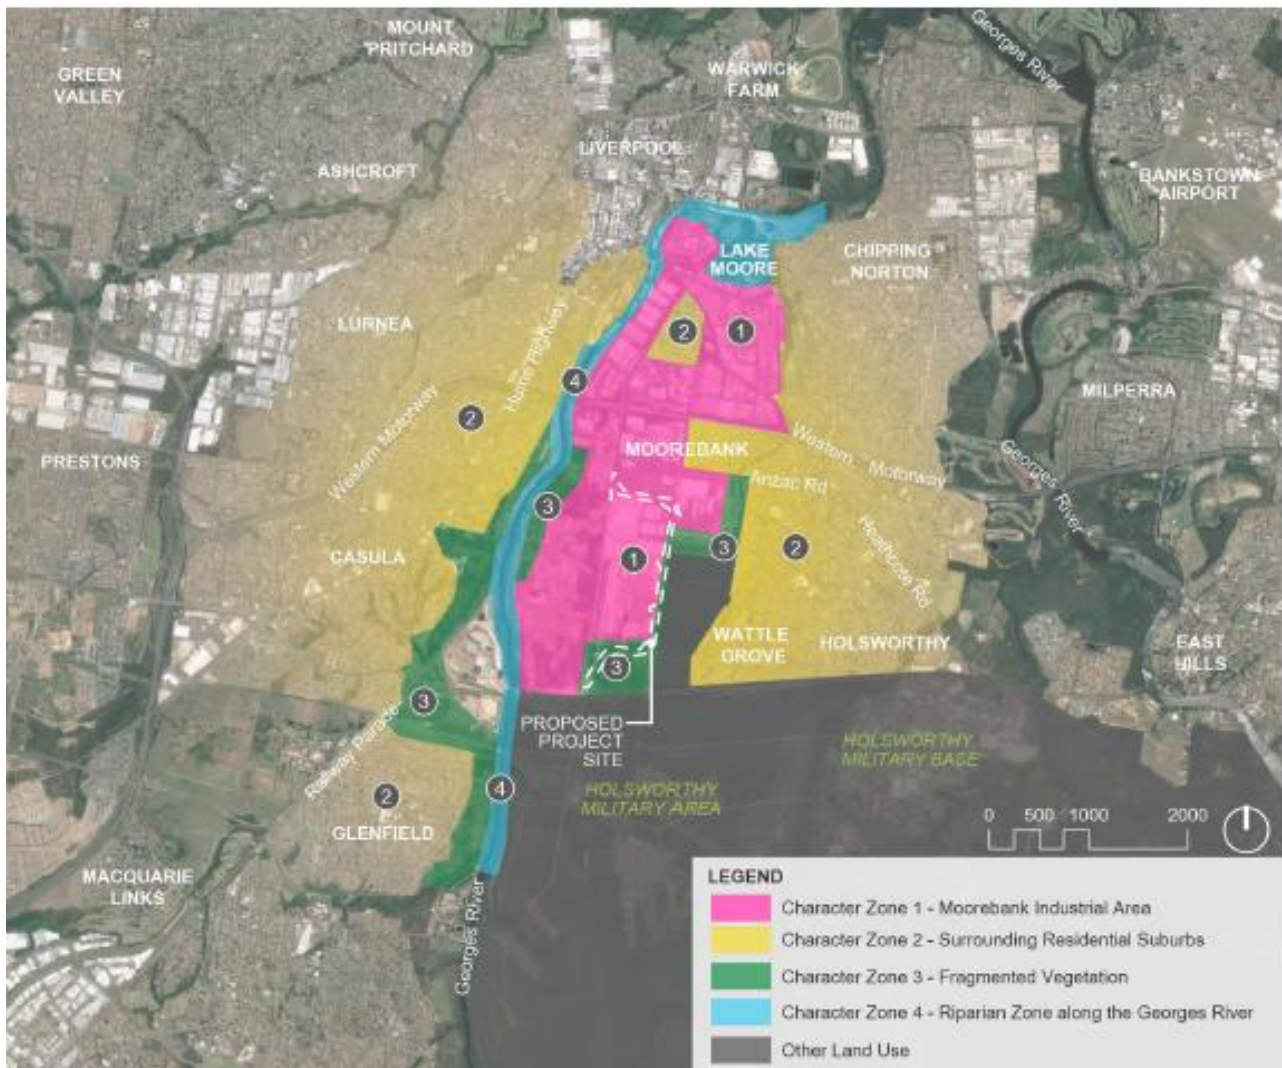 MOUNT
PRITCHARD
Georges River
GREEN
VALLEY
WARWICK
FARM
LIVERPOOL
ASHCROFT
BANKSTOWN
AIRPORT
LAKE
MOORE
CHIPPING
NORTON
LURNEA
2
1
Hume Highway
4
MILPERRA
2
Western Motorway
MOOREBANK
Western Motorway
PRESTONS
Georges River
Anzac Rd
3
CASULA
1
3
2
Heathcote Rd
WATTLE
GROVE
HOLSWORTHY
EAST
HILLS
3
3
PROPOSED
PROJECT
SITE
Railway Parade
HOLSWORTHY
MILITARY BASE
2
4
HOLSWORTHY
MILITARY AREA
GLENFIELD
0 500 1000 2000
MACQUARIE
LINKS
Georges River
LEGEND
Character Zone 1 - Moorebank Industrial Area
Character Zone 2 - Surrounding Residential Suburbs
Character Zone 3 - Fragmented Vegetation
Character Zone 4 - Riparian Zone along the Georges River
Other Land Use